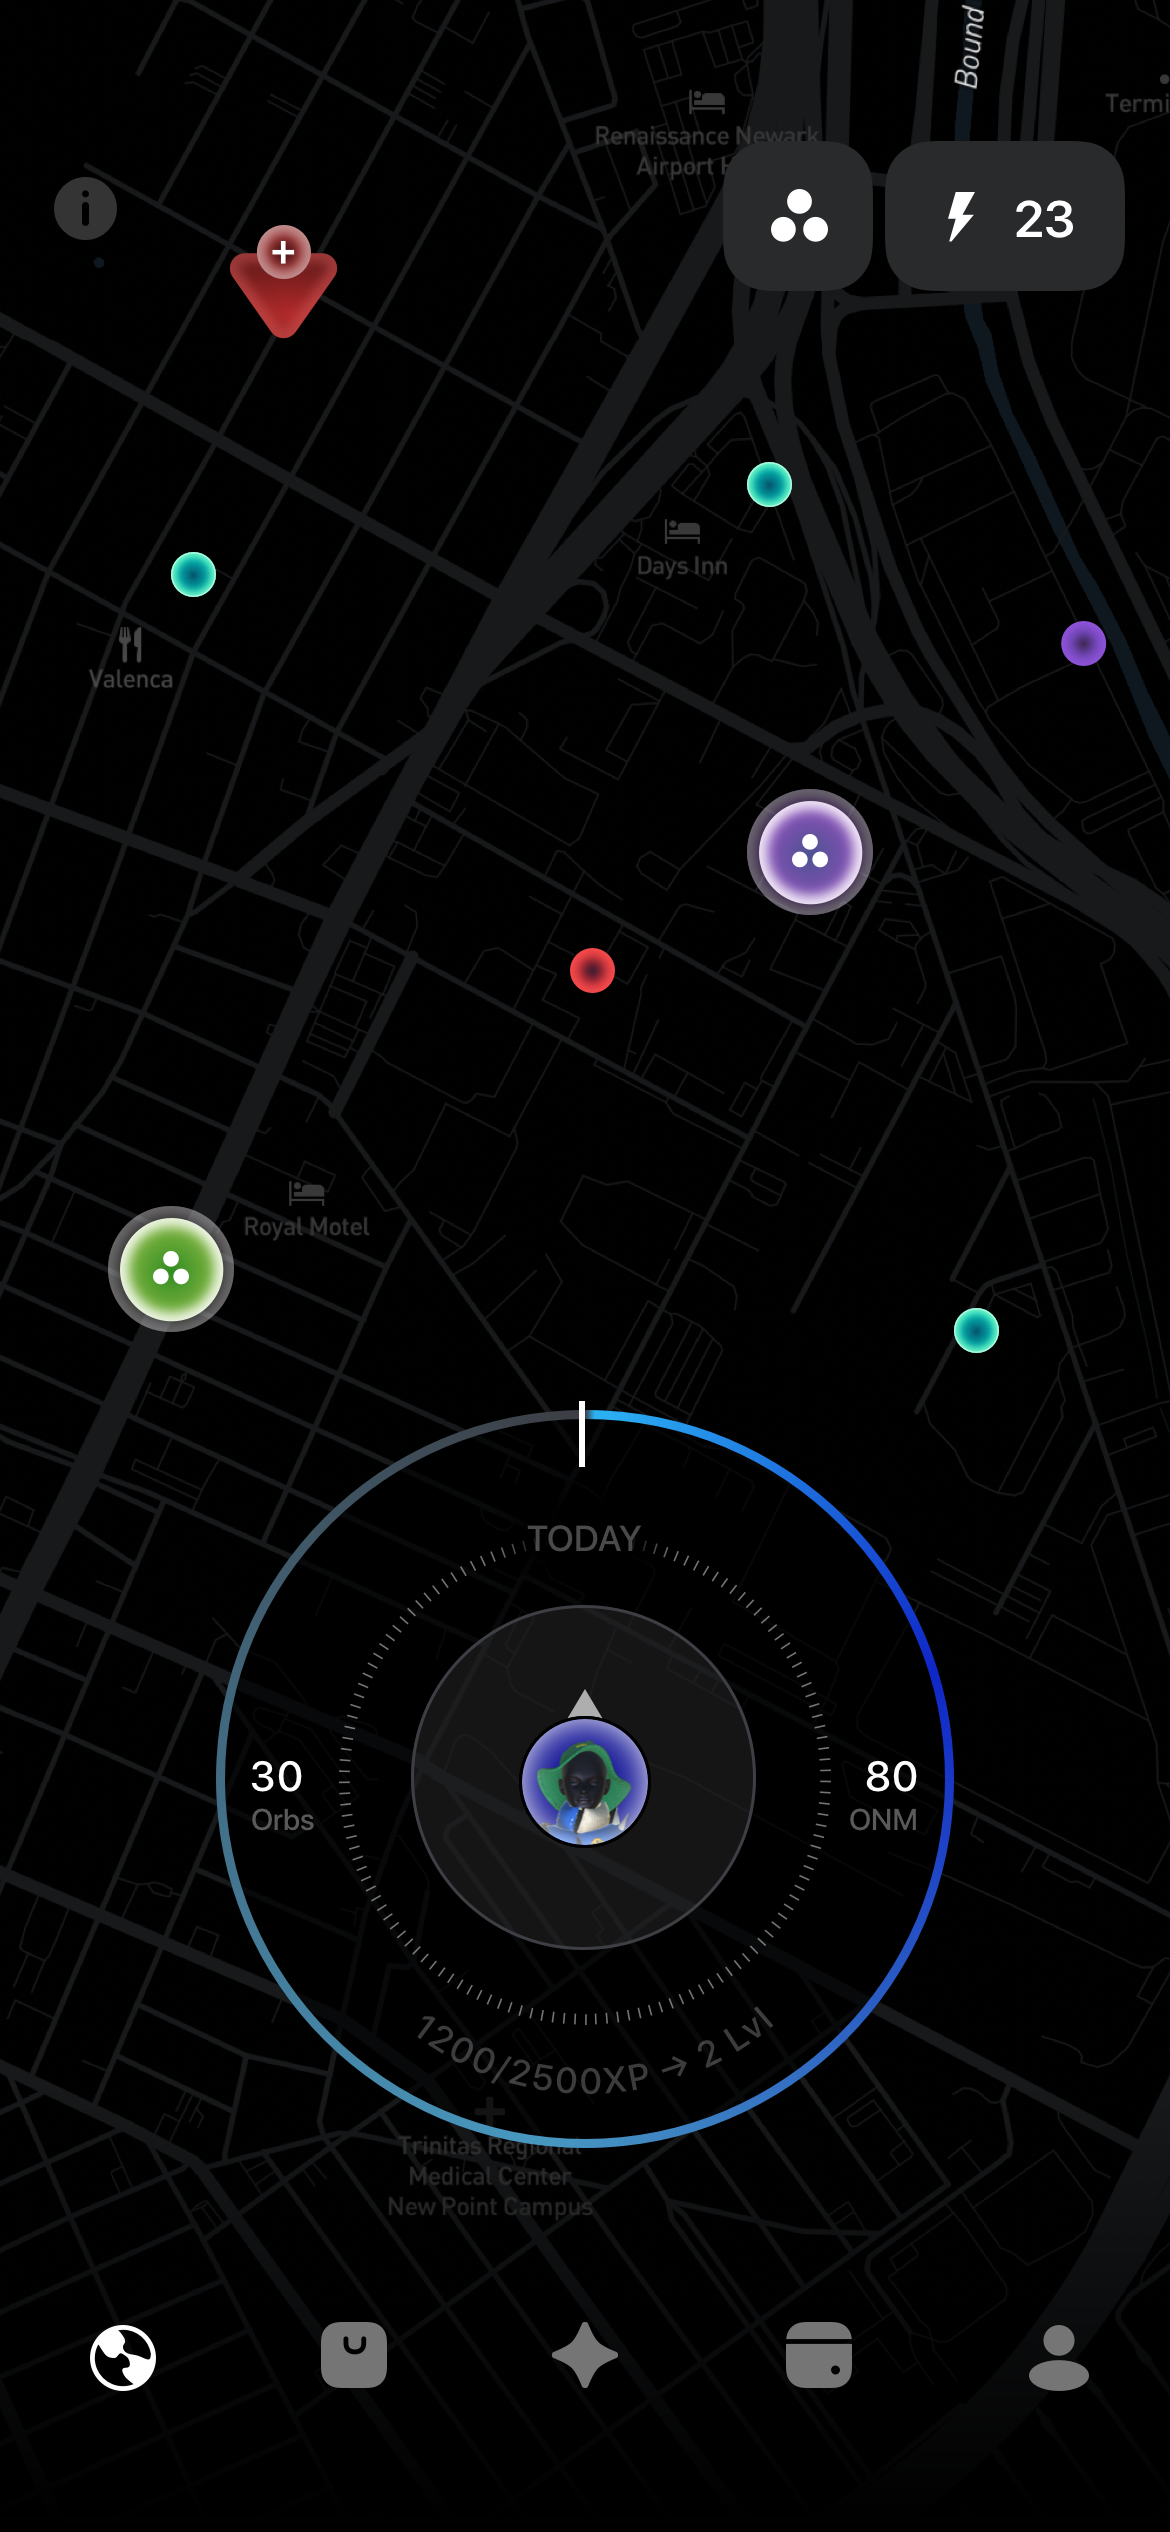 Bound
Termi
Renaissance Newark
Airport H
23
Days Inn
Valenca
Royal Motel
TODAY
30
Orbs
80
ONM
1200/2500XP → 2 Lvl
Trinitas Regional
Medical Center
New Point Campus